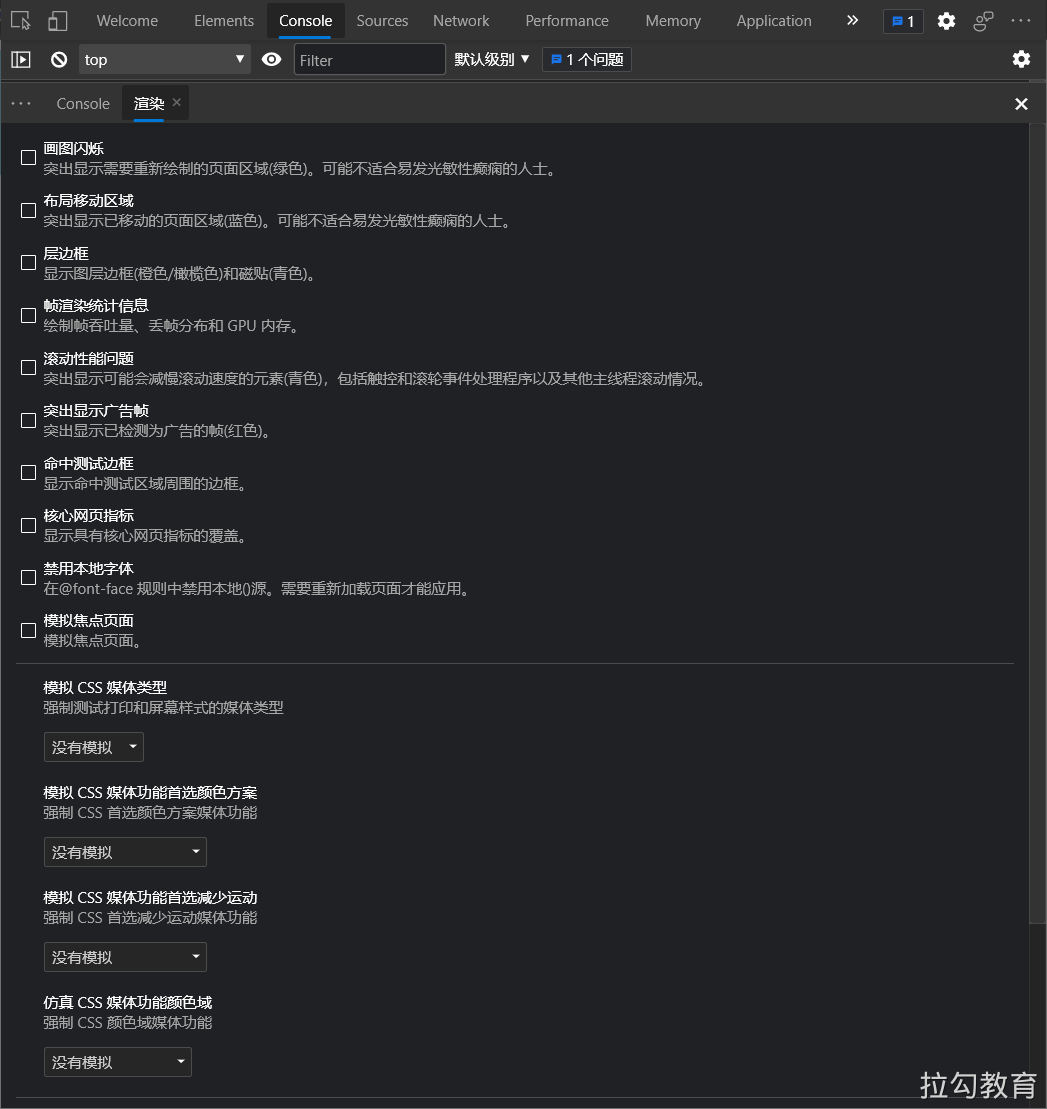 Welcome Elements Console Sources Network Performance Memory Application 1
top Filter 默认级别 1 个问题
Console 渲染
画图闪烁
突出显示需要重新绘制的页面区域(绿色)。可能不适合易发光敏性癫痫的人士。
布局移动区域
突出显示已移动的页面区域(蓝色)。可能不适合易发光敏性癫痫的人士。
层边框
显示图层边框(橙色/橄榄色)和磁贴(青色)。
帧渲染统计信息
绘制帧吞吐量、丢帧分布和 GPU 内存。
滚动性能问题
突出显示可能会减慢滚动速度的元素(青色)，包括触控和滚轮事件处理程序以及其他主线程滚动情况。
突出显示广告帧
突出显示已检测为广告的帧(红色)。
命中测试边框
显示命中测试区域周围的边框。
核心网页指标
显示具有核心网页指标的覆盖。
禁用本地字体
在@font-face 规则中禁用本地()源。需要重新加载页面才能应用。
模拟焦点页面
模拟焦点页面。
模拟 CSS 媒体类型
强制测试打印和屏幕样式的媒体类型
没有模拟
模拟 CSS 媒体功能首选颜色方案
强制 CSS 首选颜色方案媒体功能
没有模拟
模拟 CSS 媒体功能首选减少运动
强制 CSS 首选减少运动媒体功能
没有模拟
仿真 CSS 媒体功能颜色域
强制 CSS 颜色域媒体功能
没有模拟
拉勾教育